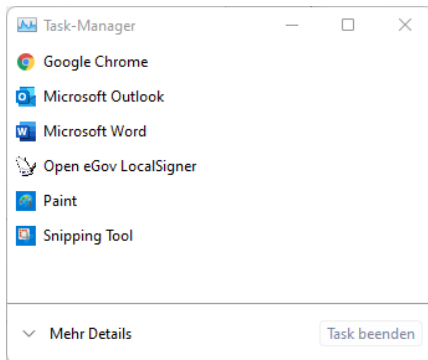 Task-Manager
Google Chrome
Microsoft Outlook
Microsoft Word
Open eGov LocalSigner
Paint
Snipping Tool
Mehr Details
Task beenden